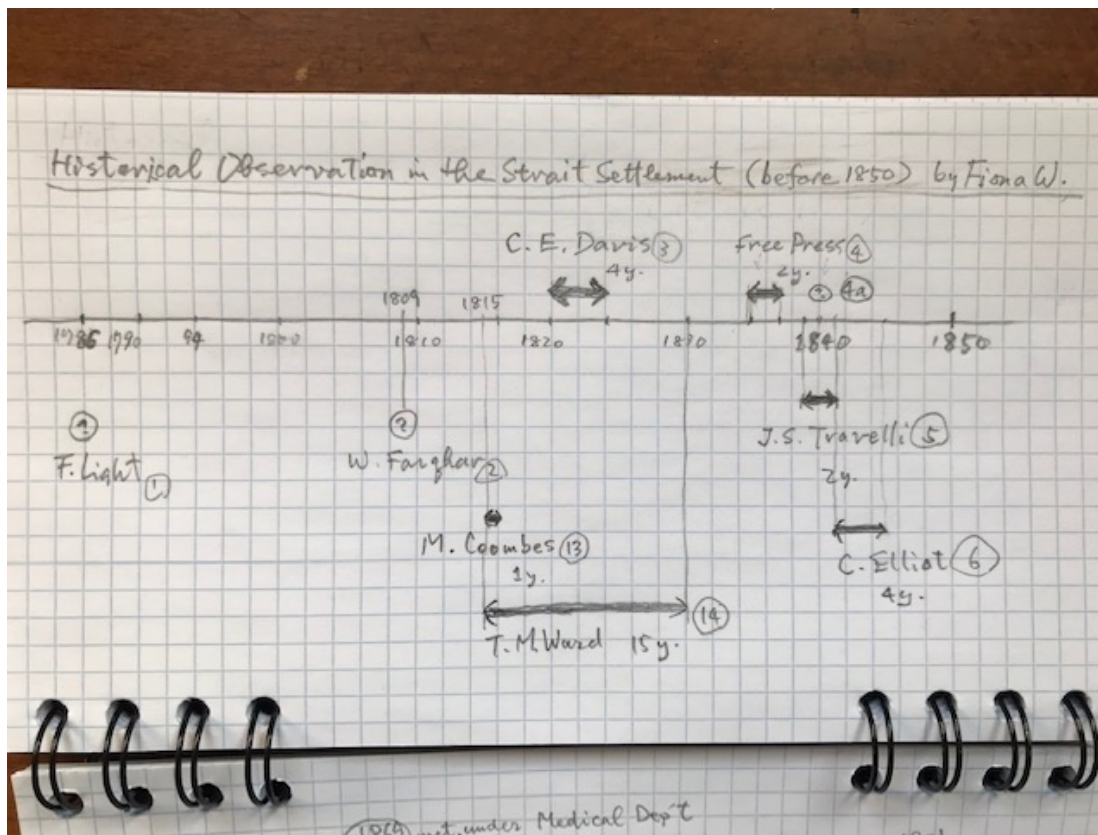 Historical Observation in the Strait Settlement (before 1850) by Fiona W.
C. E. Davis ③
4y.
Free Press ④
2y.
? 4a
1809
1815
1786 1790 94 1800 1810 1820 1830 1840 1850
?
F. Light ①
?
W. Farqhar ②
J.S. Travelli ⑤
2y.
M. Coombes ⑬
1y.
C. Elliot ⑥
4y.
⑭
T. M. Ward 15y.
under Medical Dep't